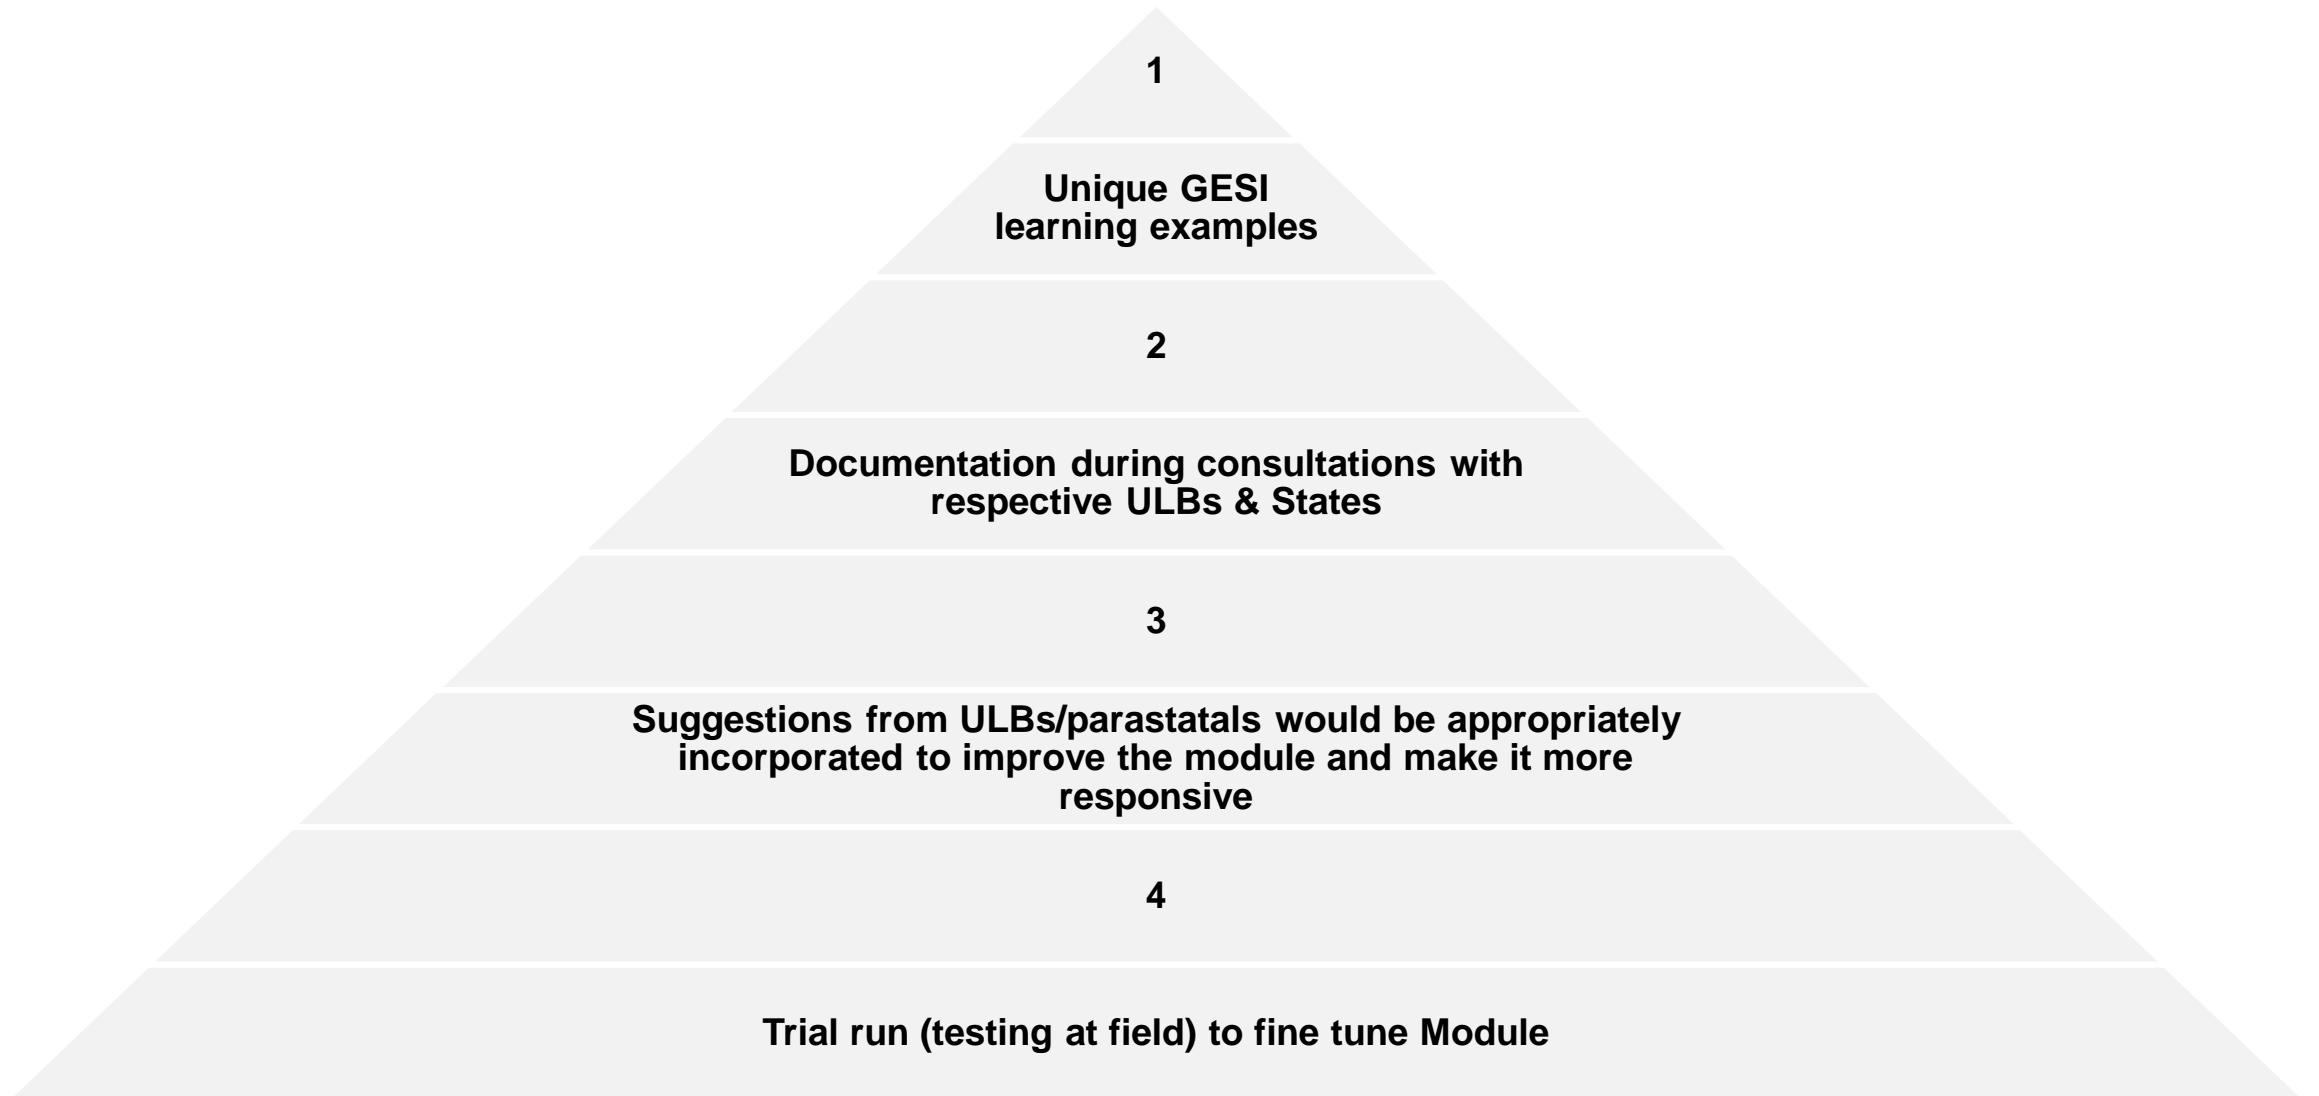 1
Unique GESI
learning examples
2
Documentation during consultations with
respective ULBs & States
3
Suggestions from ULBs/parastatals would be appropriately
incorporated to improve the module and make it more
responsive
4
Trial run (testing at field) to fine tune Module